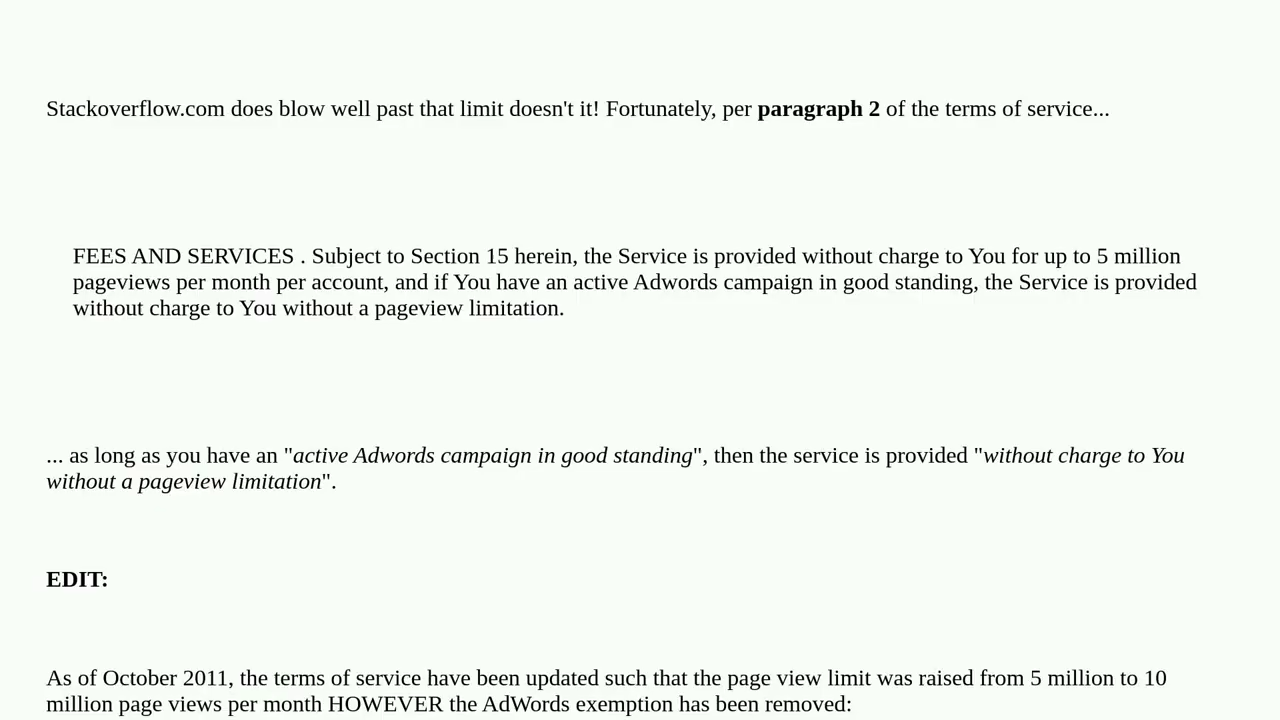 Stackoverflow.com does blow well past that limit doesn't it! Fortunately, per paragraph 2 of the terms of service...
FEES AND SERVICES . Subject to Section 15 herein, the Service is provided without charge to You for up to 5 million
pageviews per month per account, and if You have an active Adwords campaign in good standing, the Service is provided
without charge to You without a pageview limitation.
... as long as you have an "active Adwords campaign in good standing", then the service is provided "without charge to You
without a pageview limitation".
EDIT:
As of October 2011, the terms of service have been updated such that the page view limit was raised from 5 million to 10
million page views per month HOWEVER the AdWords exemption has been removed: